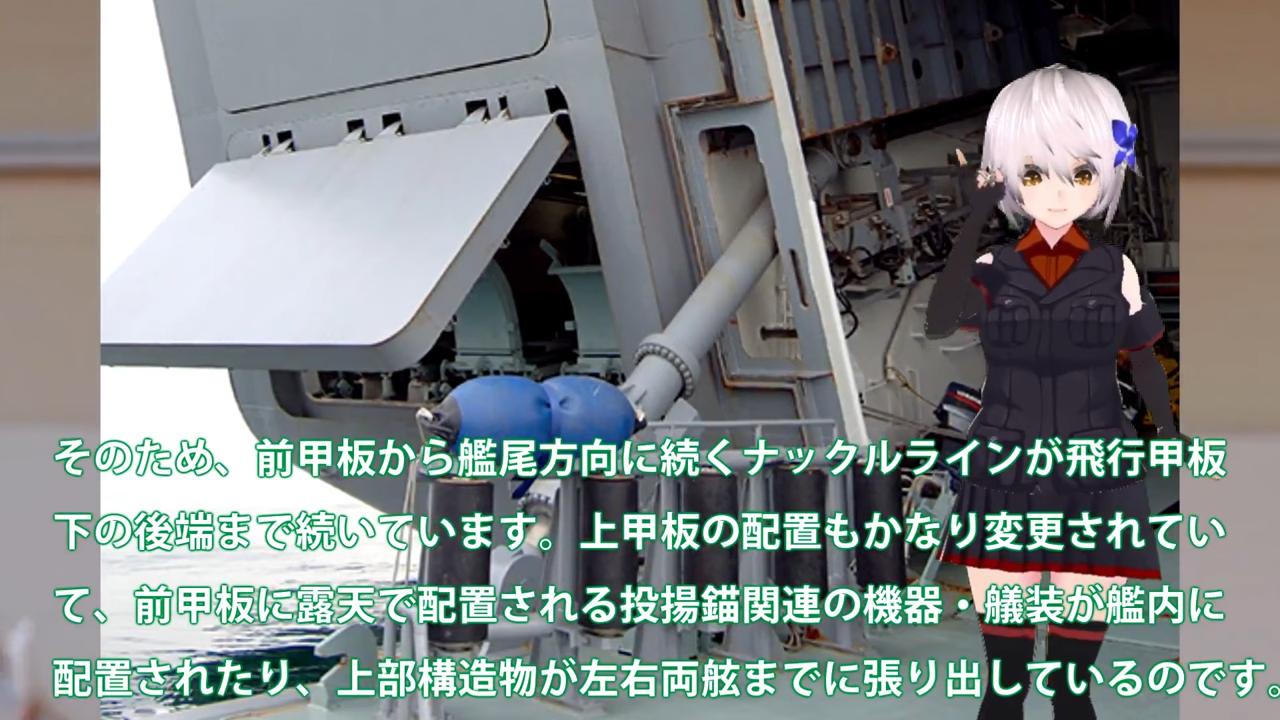 そのため、前甲板から艦尾方向に続くナックルラインが飛行甲板
下の後端まで続いています。上甲板の配置もかなり変更されてい
て、前甲板に露天で配置される投揚錨関連の機器・艤装が艦内に
配置されたり、上部構造物が左右両舷までに張り出しているのです。